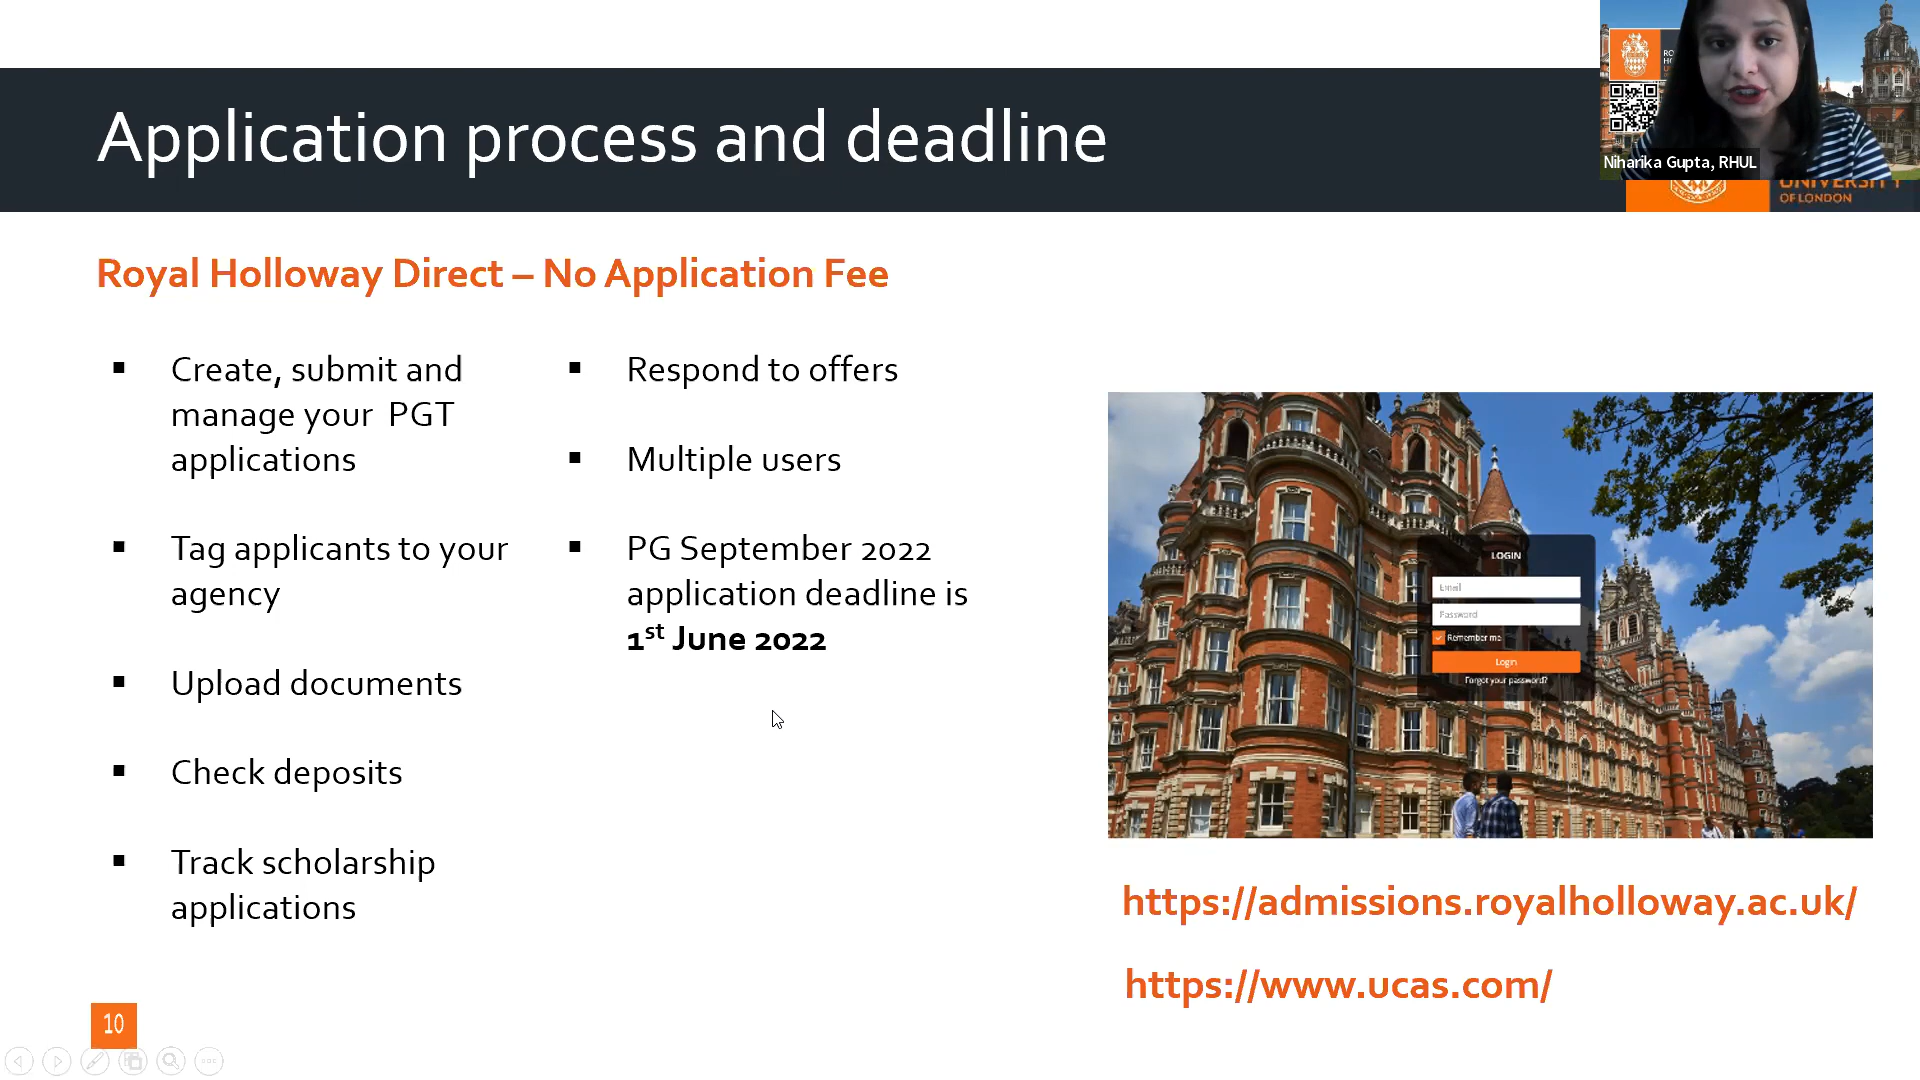 Application process and deadline
Niharika Gupta, RHUL
UNIVERSITY
OF LONDON
Royal Holloway Direct – No Application Fee
Create, submit and
manage your PGT
applications
Tag applicants to your
agency
Upload documents
Check deposits
Track scholarship
applications
Respond to offers
Multiple users
PG September 2022
application deadline is
1st June 2022
LOGIN
Email
Password
Remember me
Login
Forgot your password?
https://admissions.royalholloway.ac.uk/
https://www.ucas.com/
10